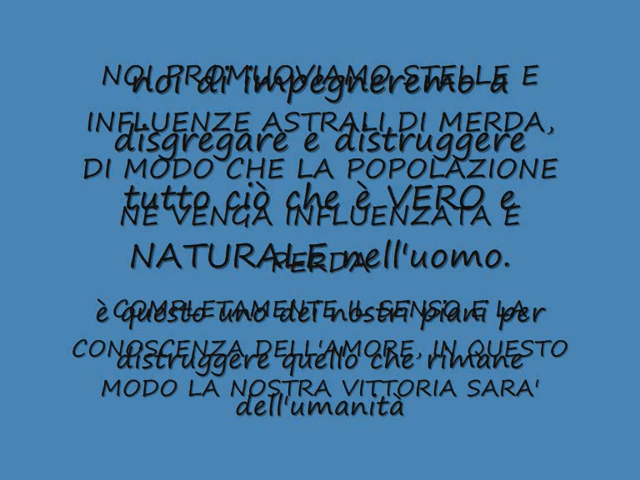 NOI PROMUOVIAMO STELLE E
noi di impegneremo a
INFLUENZE ASTRALI DI MERDA,
disgregare e distruggere
DI MODO CHE LA POPOLAZIONE
tutto ciò che è VERO e
NE VENGA INFLUENZATA E
NATURALE nell'uomo.
PERDA
COMPLETAMENTE IL SENSO E LA
è questo uno dei nostri piani per
CONOSCENZA DELL'AMORE, IN QUESTO
distruggere quello che rimane
MODO LA NOSTRA VITTORIA SARA'
dell'umanità